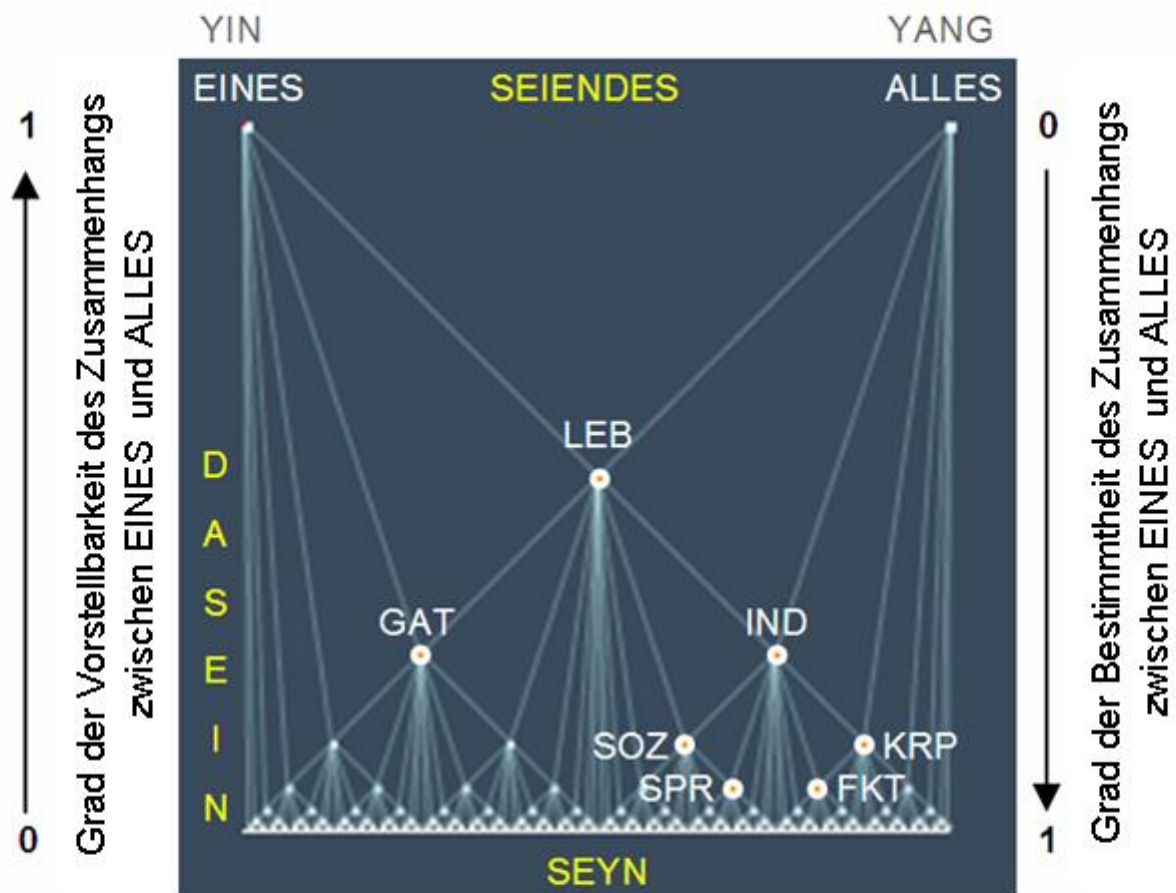 YIN YANG
EINES SEIENDES ALLES
1
0
Grad der Vorstellbarkeit des Zusammenhangs
zwischen EINES und ALLES
0
1
Grad der Bestimmtheit des Zusammenhangs
zwischen EINES und ALLES
DASEIN
LEB
GAT IND
SOZ KRP
SPR FKT
SEYN